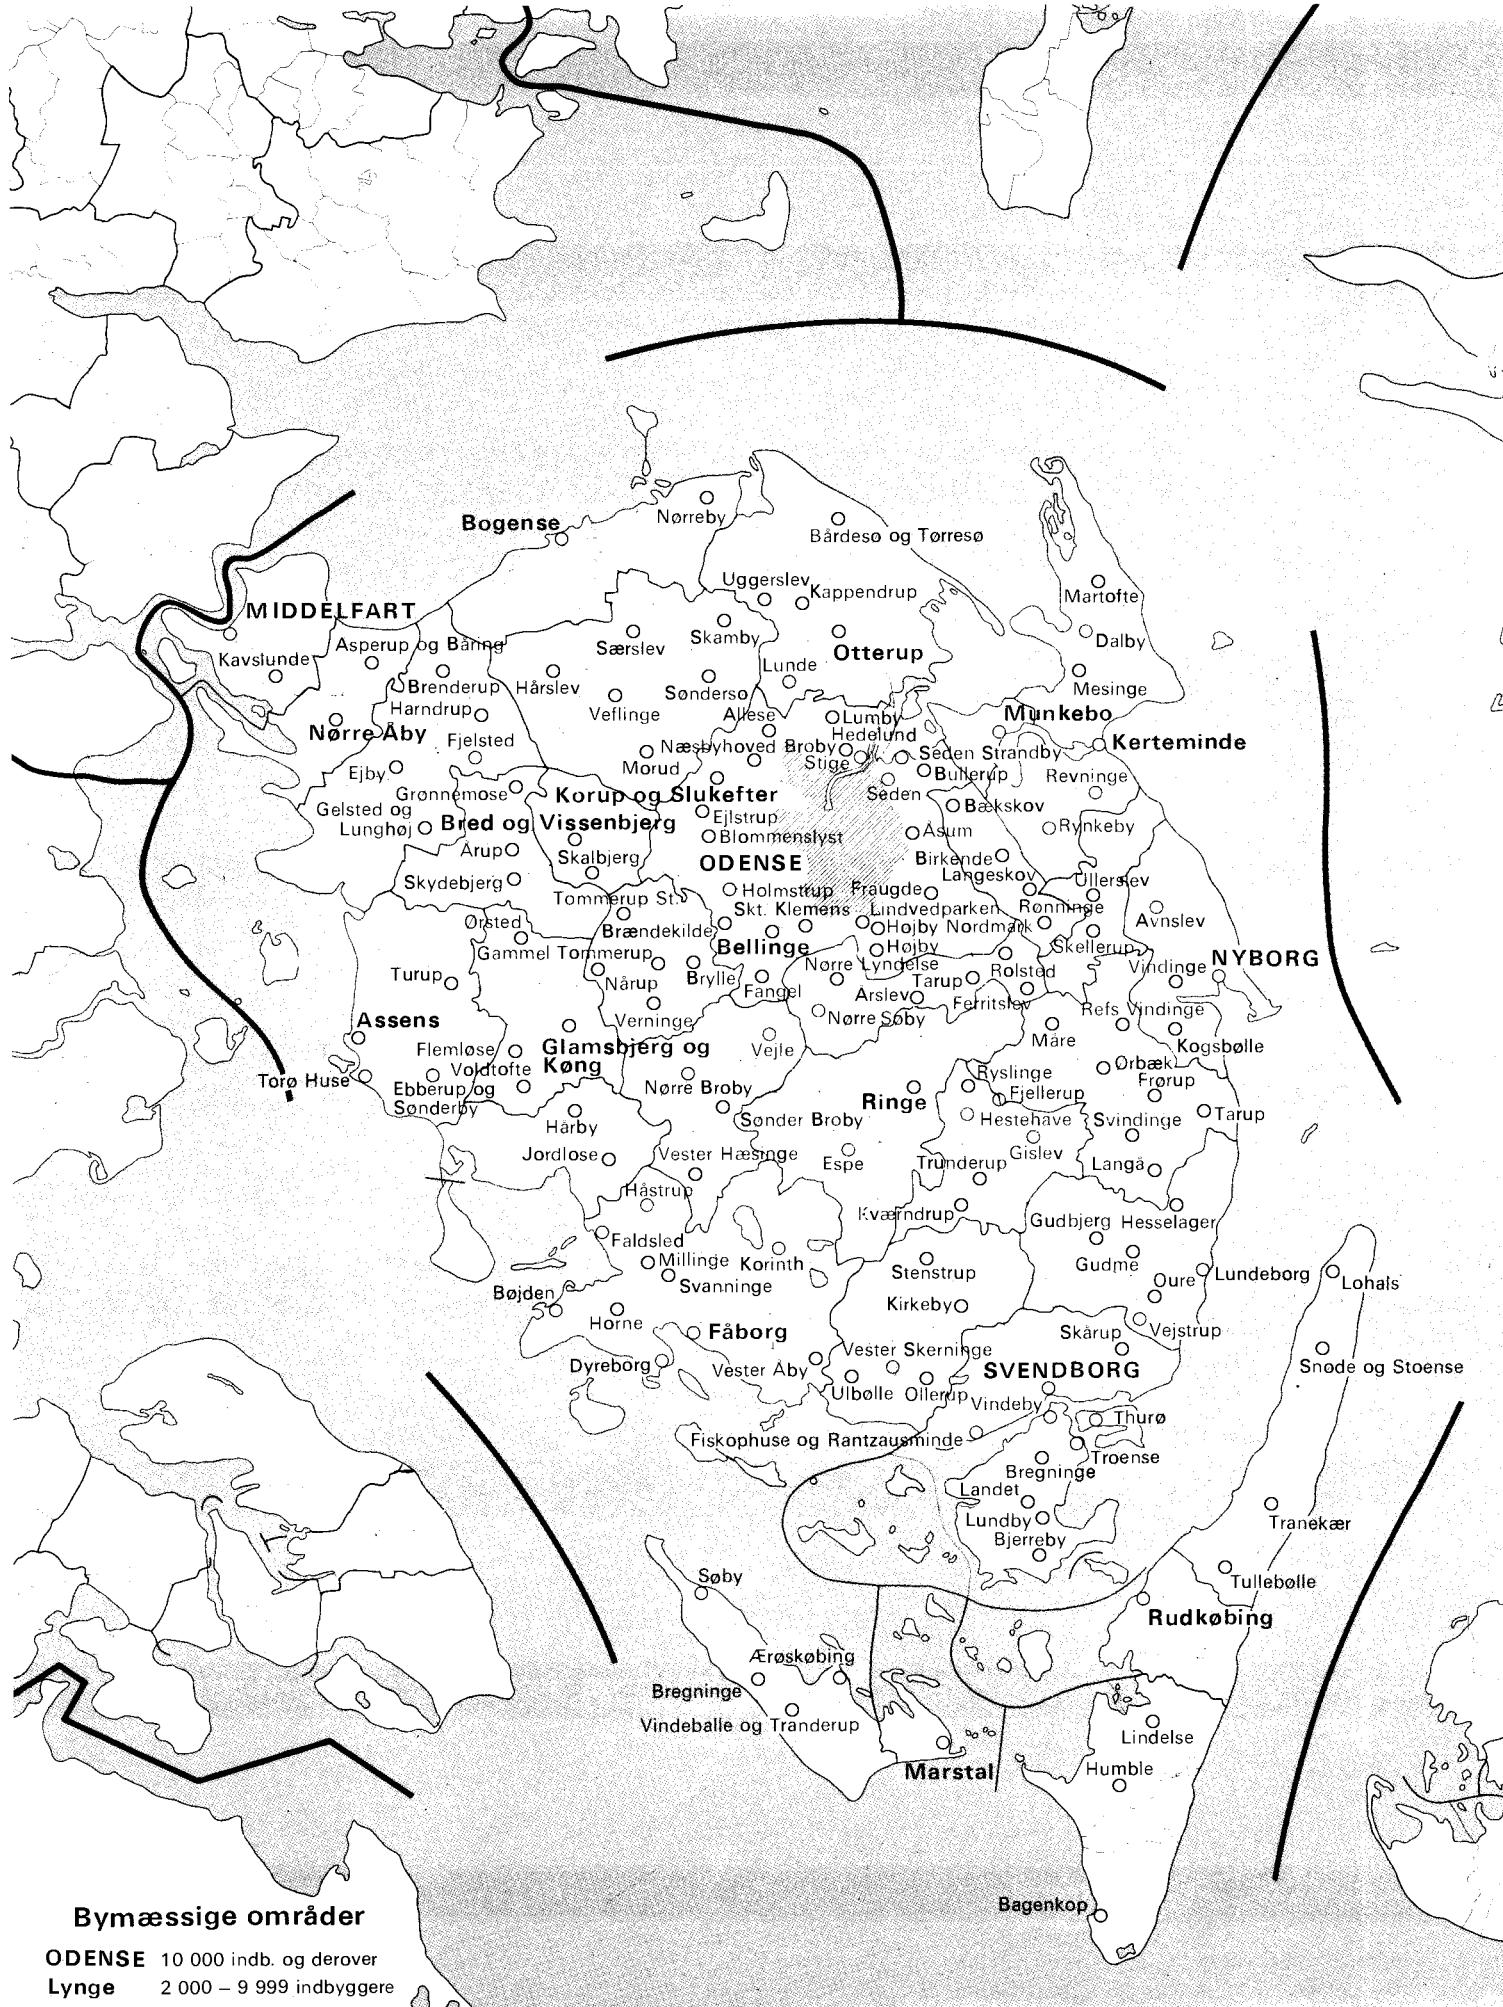 Bogense
Nørreby
Bårdesø og Tørresø
Uggerslev
Kappendrup
Martofte
MIDDELFART
Asperup og Båring
Særslev
Skamby
Otterup
Dalby
Kavslunde
Brenderup
Hårslev
Lunde
Søndersø
Mesinge
Harndrup
Veflinge
Allese
Lumby
Munkebo
Nørre Åby
Fjelsted
Hedelund
Næsbyhoved Broby
Seden Strandby
Kerteminde
Ejby
Morud
Stige
Bullerup
Revninge
Grønnemose
Korup og Slukefter
Seden
Bækskov
Gelsted og
Lunghøj
Bred og Vissenbjerg
Ejlstrup
Blommenslyst
Åsum
Rynkeby
Årup
Skalbjerg
ODENSE
Birkende
Langeskov
Skydebjerg
Ullerslev
Tommerup St.
Holmstrup
Fraugde
Skt. Klemens
Lindvedparken
Rønninge
Ørsted
Brændekilde
Højby Nordmark
Avnslev
Gammel Tommerup
Bellinge
Højby
Skellerup
Turup
Nårup
Brylle
Fangel
Nørre Lyndelse
Tarup
Rolsted
Vindinge
NYBORG
Årslev
Ferritslev
Verninge
Nørre Søby
Refs Vindinge
Assens
Måre
Kogsbølle
Flemløse
Glamsbjerg og
Køng
Vejle
Voldtofte
Torø Huse
Ebberup og
Sønderby
Nørre Broby
Ryslinge
Ørbæk
Frørup
Ringe
Fjellerup
Hårby
Sønder Broby
Hestehave
Svindinge
Tarup
Jordløse
Vester Hæsinge
Espe
Trunderup
Gislev
Langå
Håstrup
Kværndrup
Gudbjerg
Hesselager
Faldsled
Millinge
Korinth
Svanninge
Stenstrup
Gudme
Oure
Lundeborg
Lohals
Bøjden
Horne
Kirkeby
Fåborg
Skårup
Vejstrup
Dyreborg
Vester Åby
Vester Skerninge
SVENDBORG
Snøde og Stoense
Ulbølle
Ollerup
Vindeby
Thurø
Fiskophuse og Rantzausminde
Troense
Bregninge
Landet
Lundby
Bjerreby
Tranekær
Søby
Tullebølle
Rudkøbing
Ærøskøbing
Bregninge
Vindeballe og Tranderup
Lindelse
Marstal
Humble
Bagenkop
Bymæssige områder
ODENSE 10 000 indb. og derover
Lynge 2 000 – 9 999 indbyggere